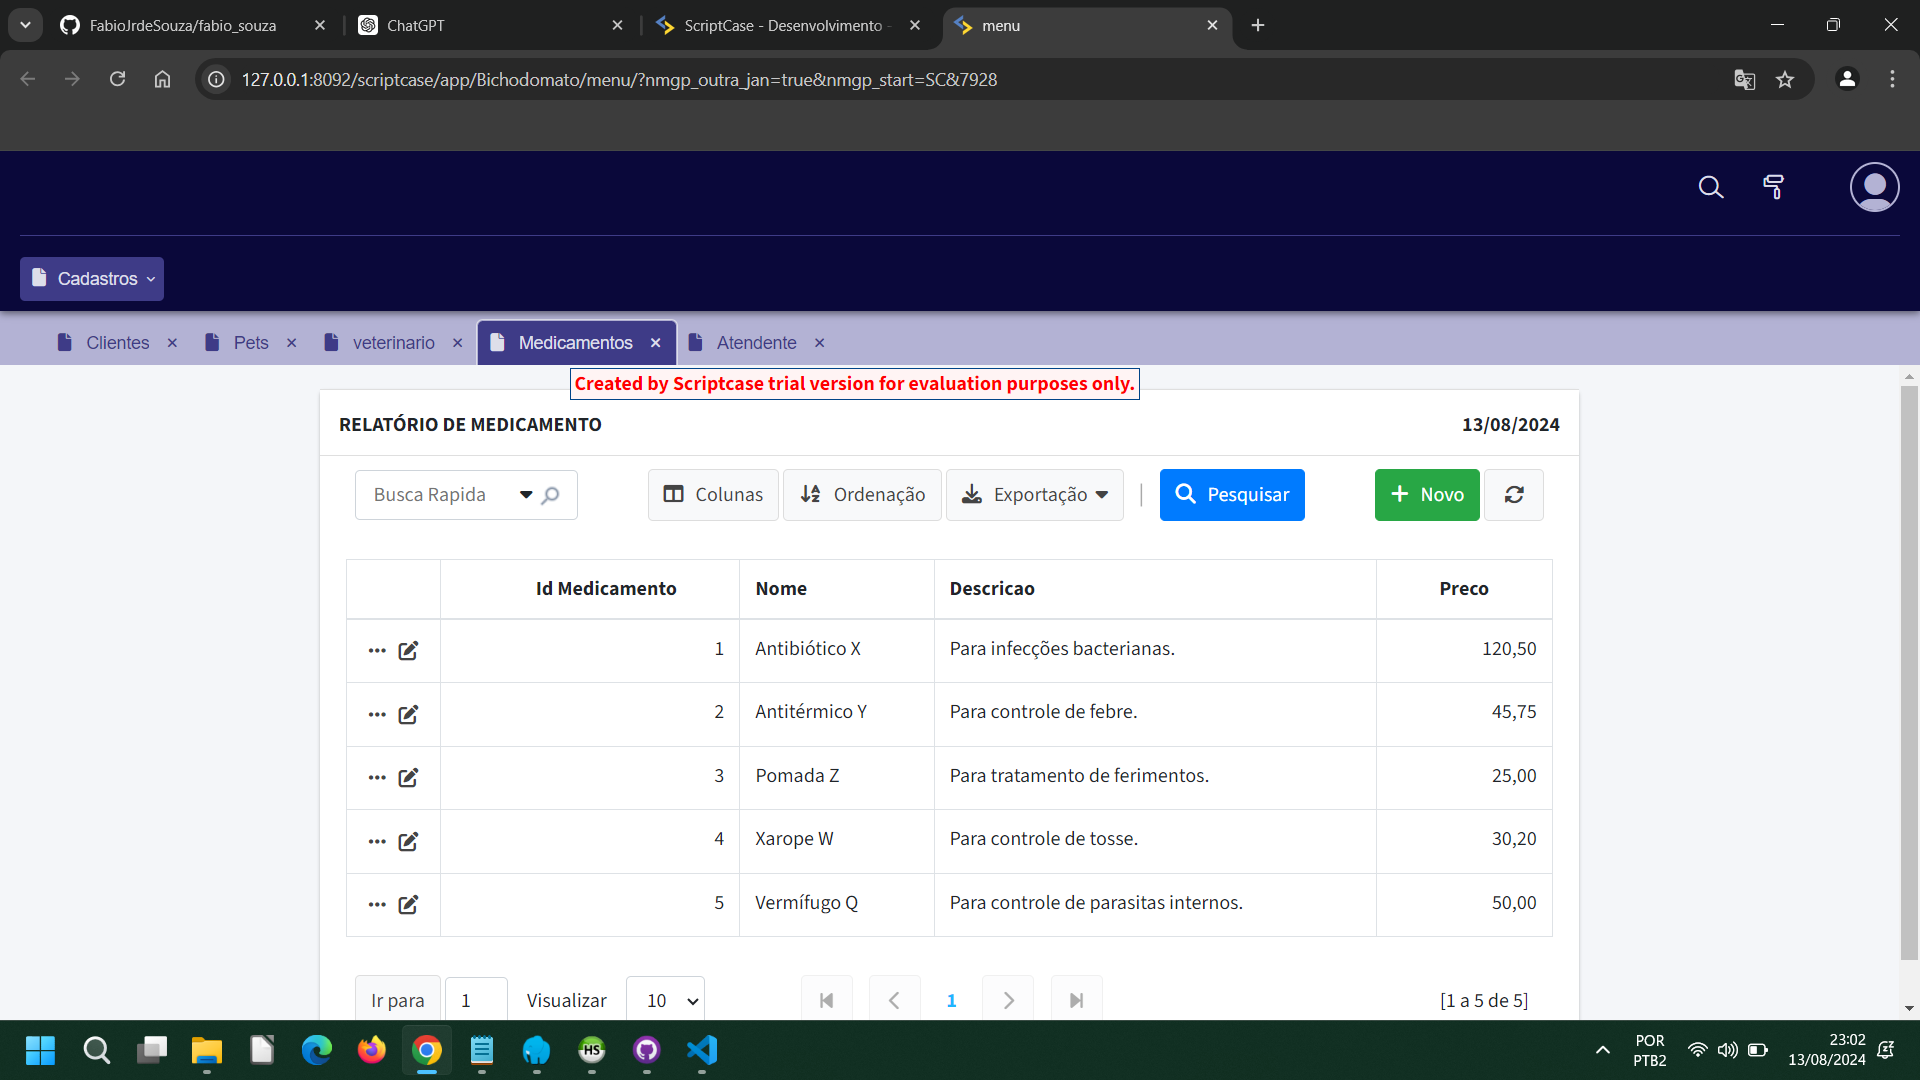 FabioJrdeSouza/fabio_souza
ChatGPT
ScriptCase - Desenvolvimento -
menu
127.0.0.1:8092/scriptcase/app/Bichodomato/menu/?nmgp_outra_jan=true&nmgp_start=SC&7928
Cadastros
Clientes
Pets
veterinario
Medicamentos
Atendente
Created by Scriptcase trial version for evaluation purposes only.
RELATÓRIO DE MEDICAMENTO 13/08/2024
Busca Rapida Colunas Ordenação Exportação Pesquisar Novo
Id Medicamento Nome Descricao Preco
1 Antibiótico X Para infecções bacterianas. 120,50
2 Antitérmico Y Para controle de febre. 45,75
3 Pomada Z Para tratamento de ferimentos. 25,00
4 Xarope W Para controle de tosse. 30,20
5 Vermífugo Q Para controle de parasitas internos. 50,00
Ir para 1 Visualizar 10 1 [1 a 5 de 5]
HS
POR
PTB2
23:02
13/08/2024